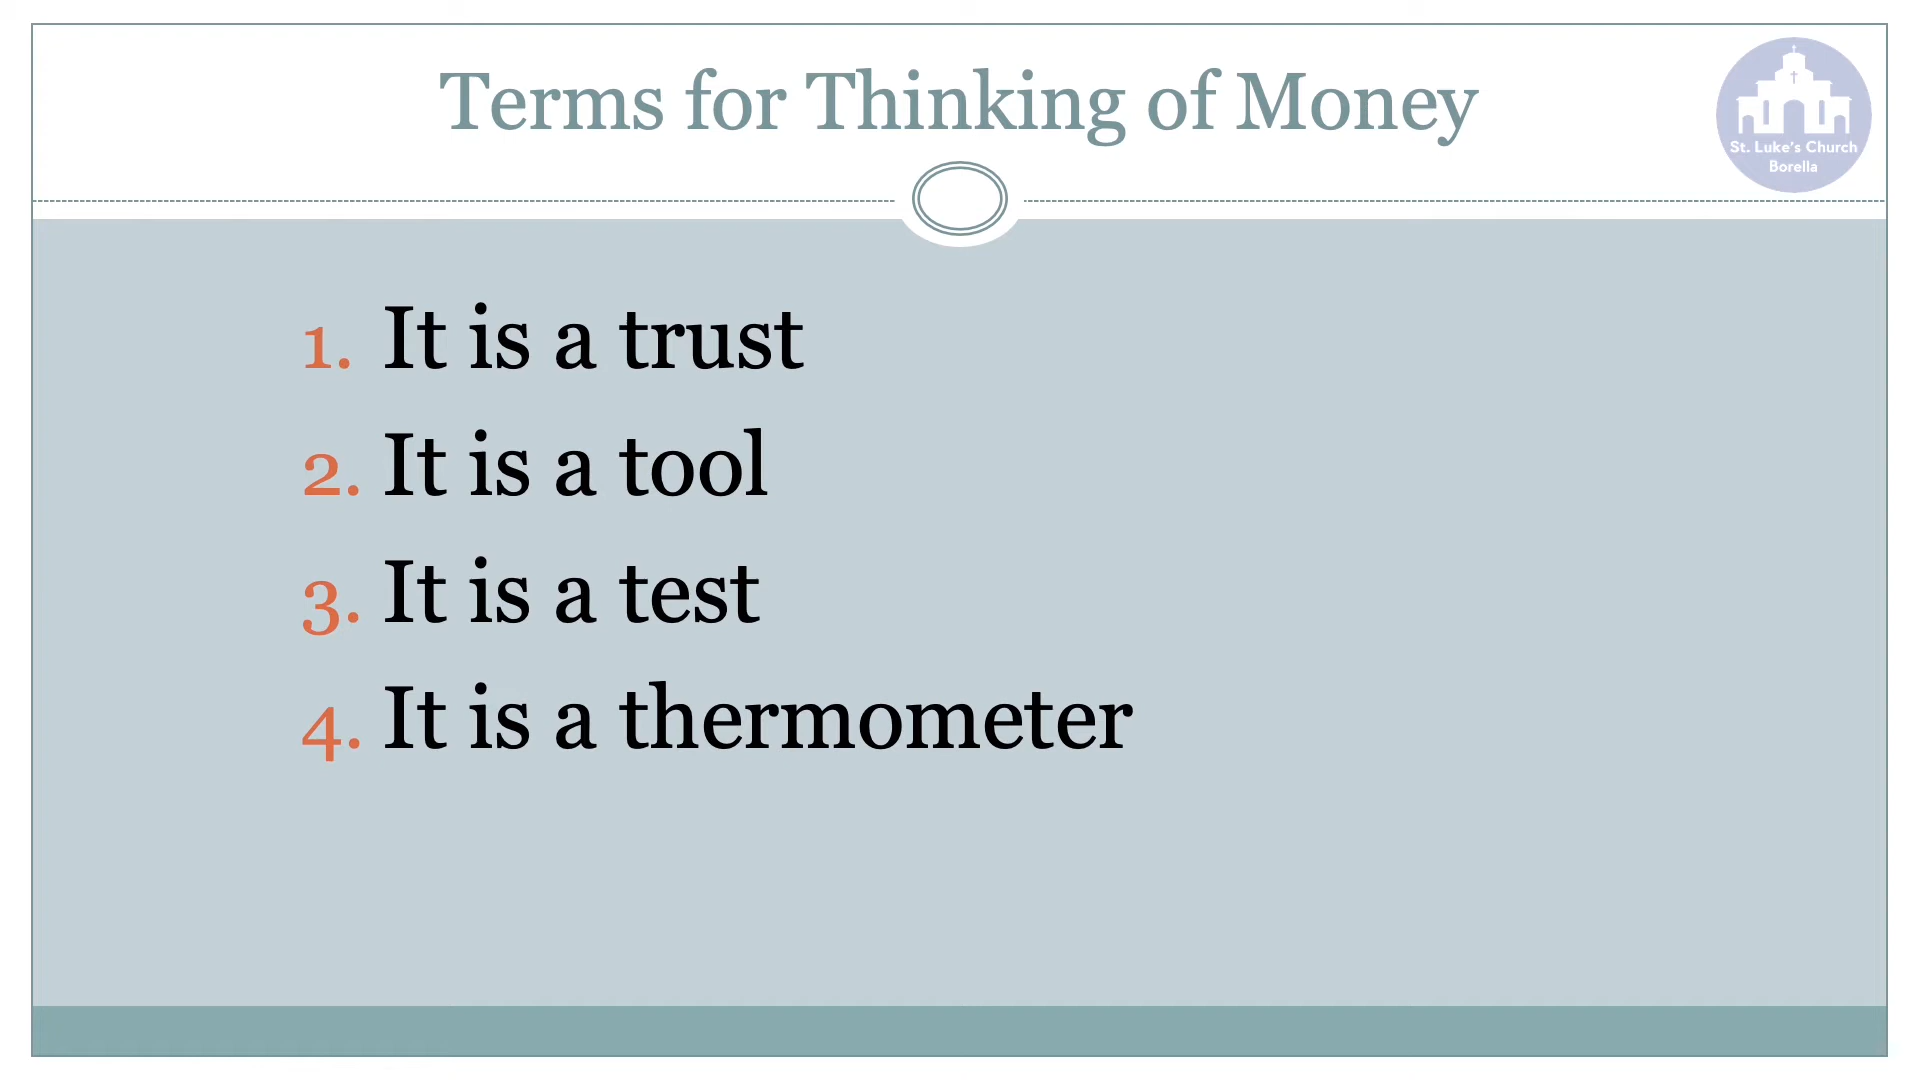 Terms for Thinking of Money
St. Luke's Church
Borella
1. It is a trust
2. It is a tool
3. It is a test
4. It is a thermometer